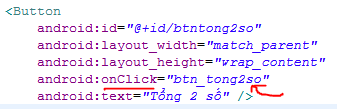 <Button
android:id="@+id/btntong2so"
android:layout_width="match_parent"
android:layout_height="wrap_content"
android:onClick="btn_tong2so"
android:text="Tổng 2 số" />